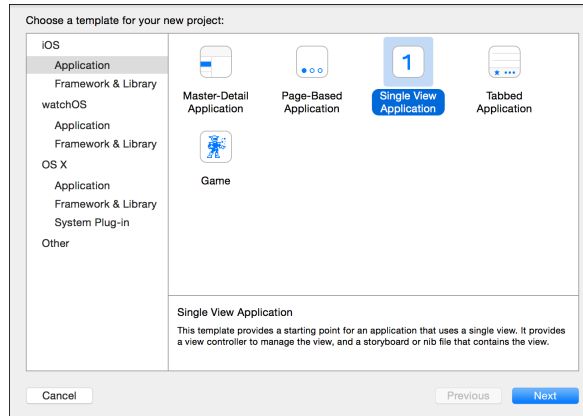 Choose a template for your new project:
iOS
Application
Framework & Library
watchOS
Application
Framework & Library
OS X
Application
Framework & Library
System Plug-in
Other
Master-Detail
Application
Page-Based
Application
1
Single View
Application
Tabbed
Application
Game
Single View Application
This template provides a starting point for an application that uses a single view. It provides
a view controller to manage the view, and a storyboard or nib file that contains the view.
Cancel
Previous
Next